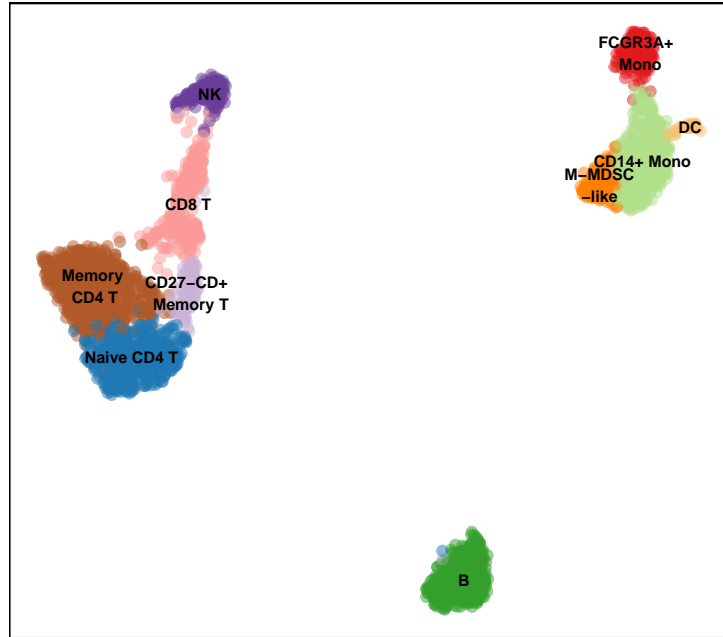 FCGR3A+
Mono
NK
DC
CD14+ Mono
M−MDSC
−like
CD8 T
Memory
CD4 T
CD27−CD+
Memory T
Naive CD4 T
B